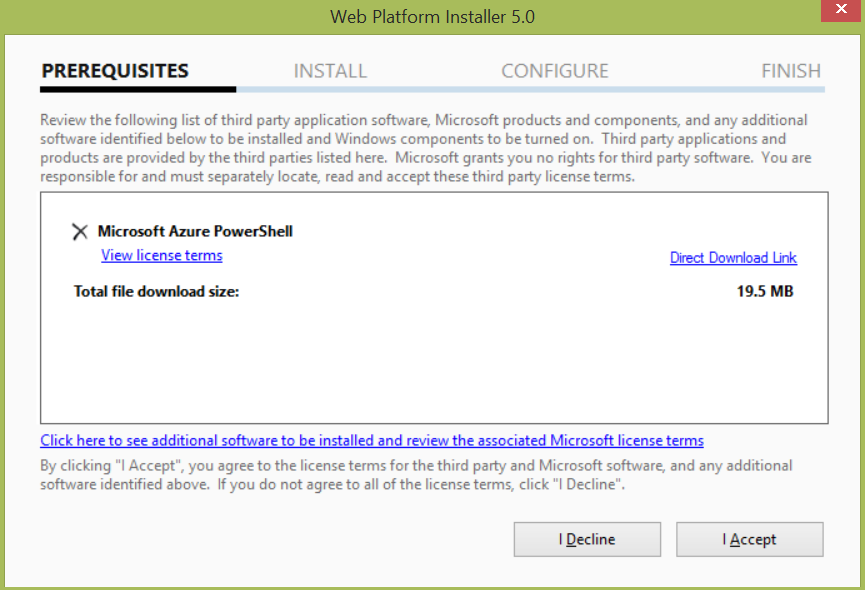 Web Platform Installer 5.0
PREREQUISITES INSTALL CONFIGURE FINISH
Review the following list of third party application software, Microsoft products and components, and any additional
software identified below to be installed and Windows components to be turned on.  Third party applications and
products are provided by the third parties listed here.  Microsoft grants you no rights for third party software.  You are
responsible for and must separately locate, read and accept these third party license terms.
Microsoft Azure PowerShell
View license terms
Direct Download Link
Total file download size: 19.5 MB
Click here to see additional software to be installed and review the associated Microsoft license terms
By clicking "I Accept", you agree to the license terms for the third party and Microsoft software, and any additional
software identified above.  If you do not agree to all of the license terms, click "I Decline".
I Decline I Accept